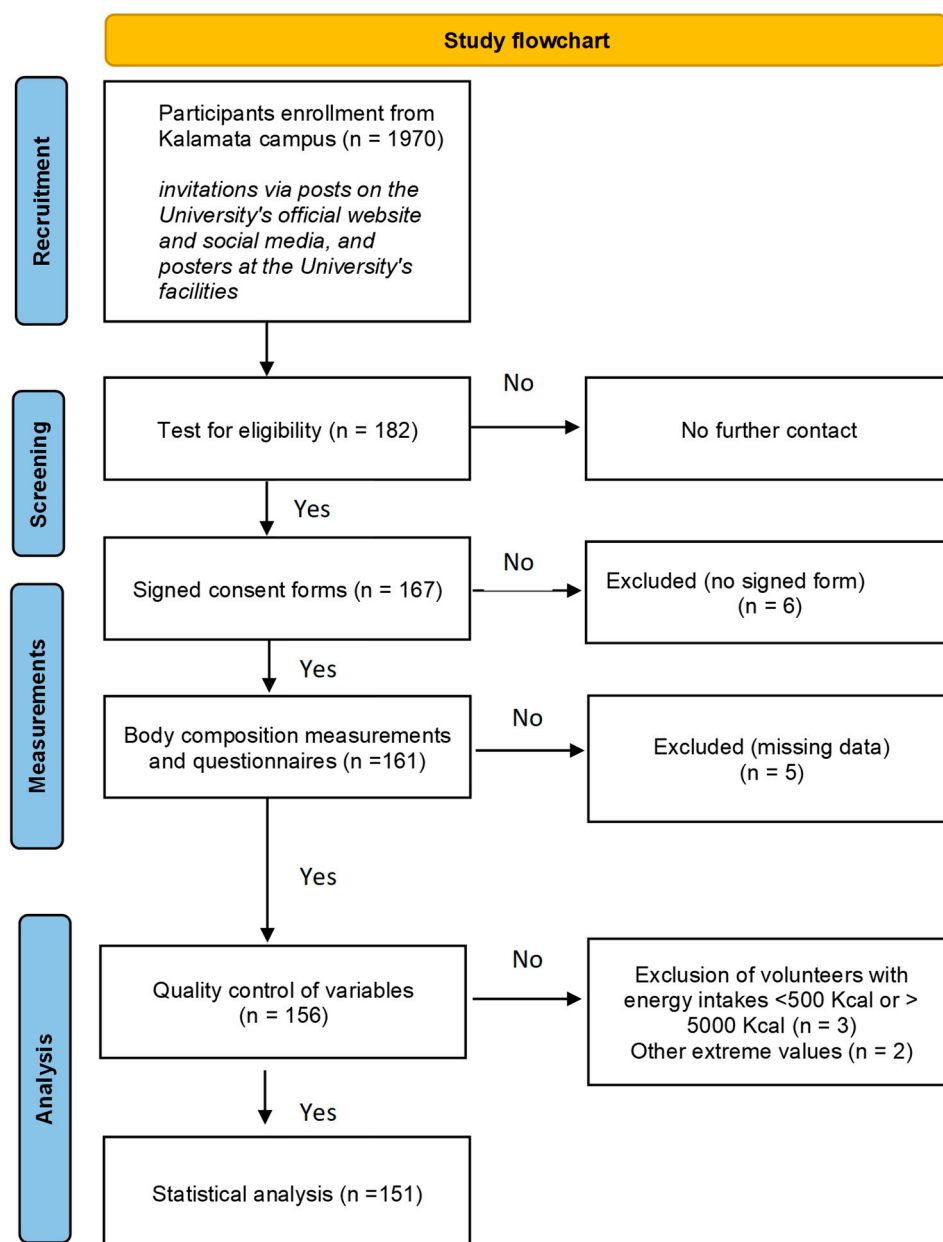 Study flowchart
Recruitment
Participants enrollment from
Kalamata campus (n = 1970)
invitations via posts on the
University's official website
and social media, and
posters at the University's
facilities
Screening
Test for eligibility (n = 182)
No
No further contact
Yes
Signed consent forms (n = 167)
No
Excluded (no signed form)
(n = 6)
Measurements
Yes
Body composition measurements
and questionnaires (n =161)
No
Excluded (missing data)
(n = 5)
Yes
Analysis
Quality control of variables
(n = 156)
No
Exclusion of volunteers with
energy intakes <500 Kcal or >
5000 Kcal (n = 3)
Other extreme values (n = 2)
Yes
Statistical analysis (n =151)